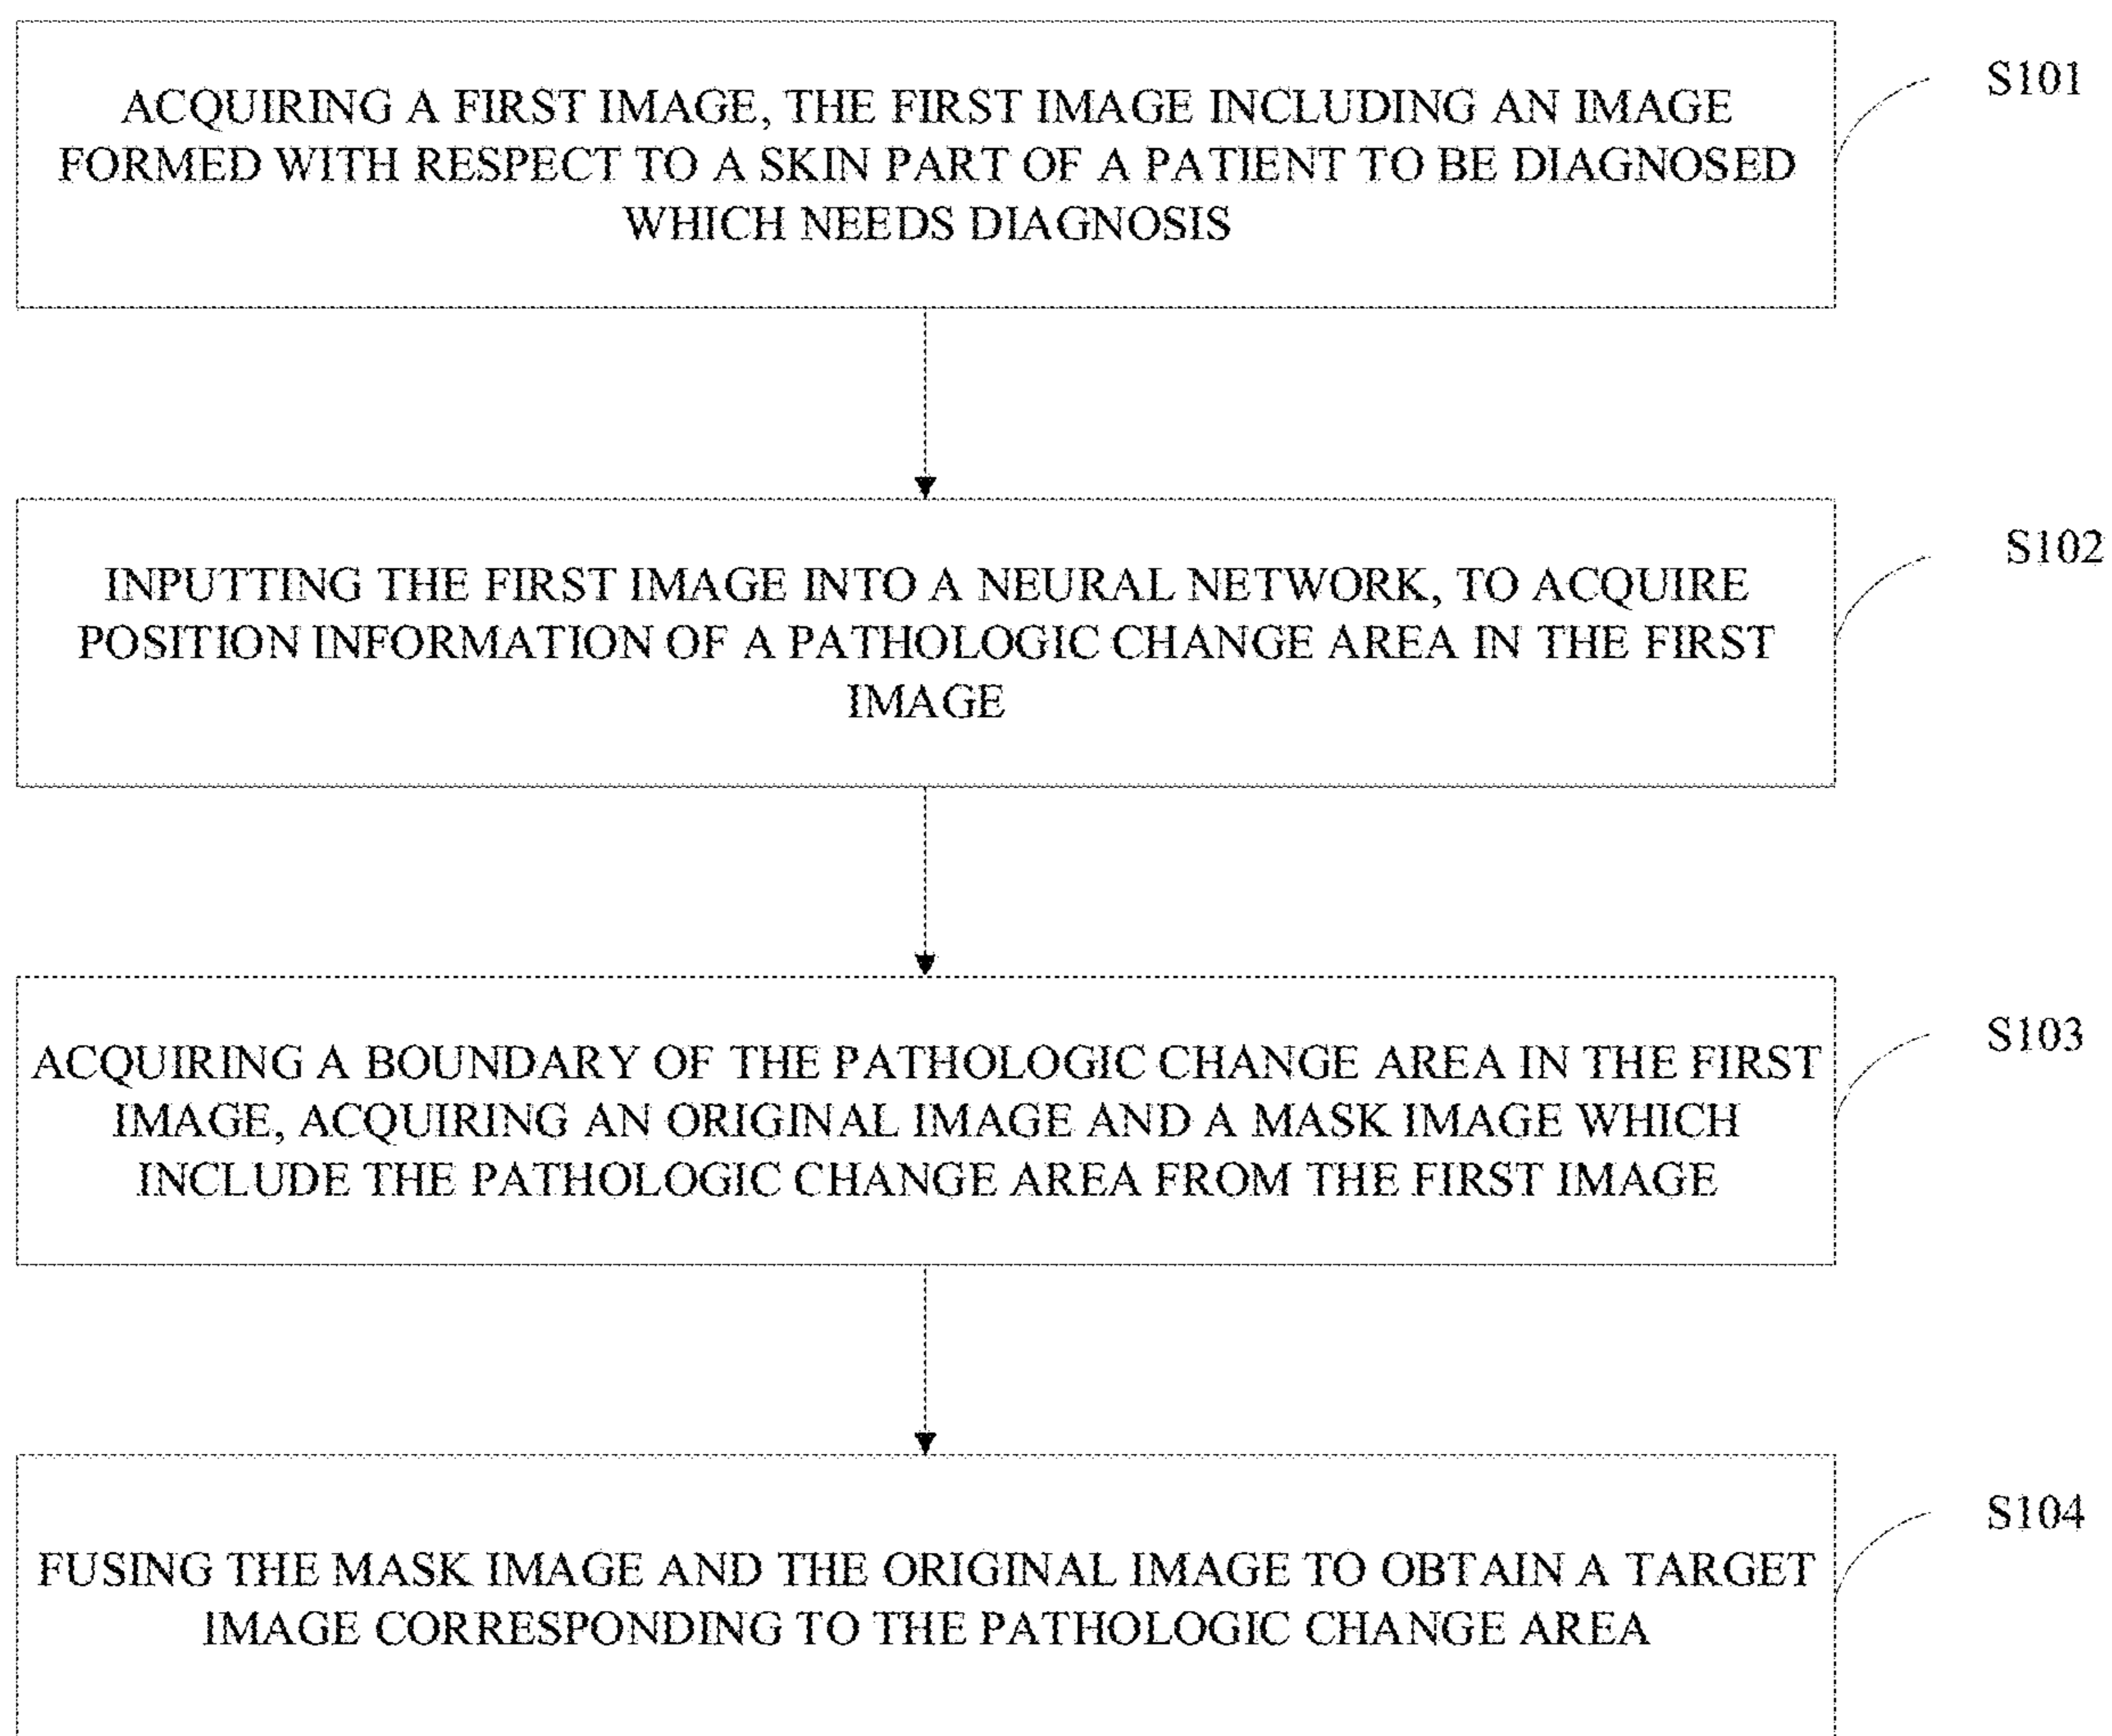 ACQUIRING A FIRST IMAGE, THE FIRST IMAGE INCLUDING AN IMAGE
FORMED WITH RESPECT TO A SKIN PART OF A PATIENT TO BE DIAGNOSED
WHICH NEEDS DIAGNOSIS
S101
INPUTTING THE FIRST IMAGE INTO A NEURAL NETWORK, TO ACQUIRE
POSITION INFORMATION OF A PATHOLOGIC CHANGE AREA IN THE FIRST
IMAGE
S102
ACQUIRING A BOUNDARY OF THE PATHOLOGIC CHANGE AREA IN THE FIRST
IMAGE, ACQUIRING AN ORIGINAL IMAGE AND A MASK IMAGE WHICH
INCLUDE THE PATHOLOGIC CHANGE AREA FROM THE FIRST IMAGE
S103
FUSING THE MASK IMAGE AND THE ORIGINAL IMAGE TO OBTAIN A TARGET
IMAGE CORRESPONDING TO THE PATHOLOGIC CHANGE AREA
S104